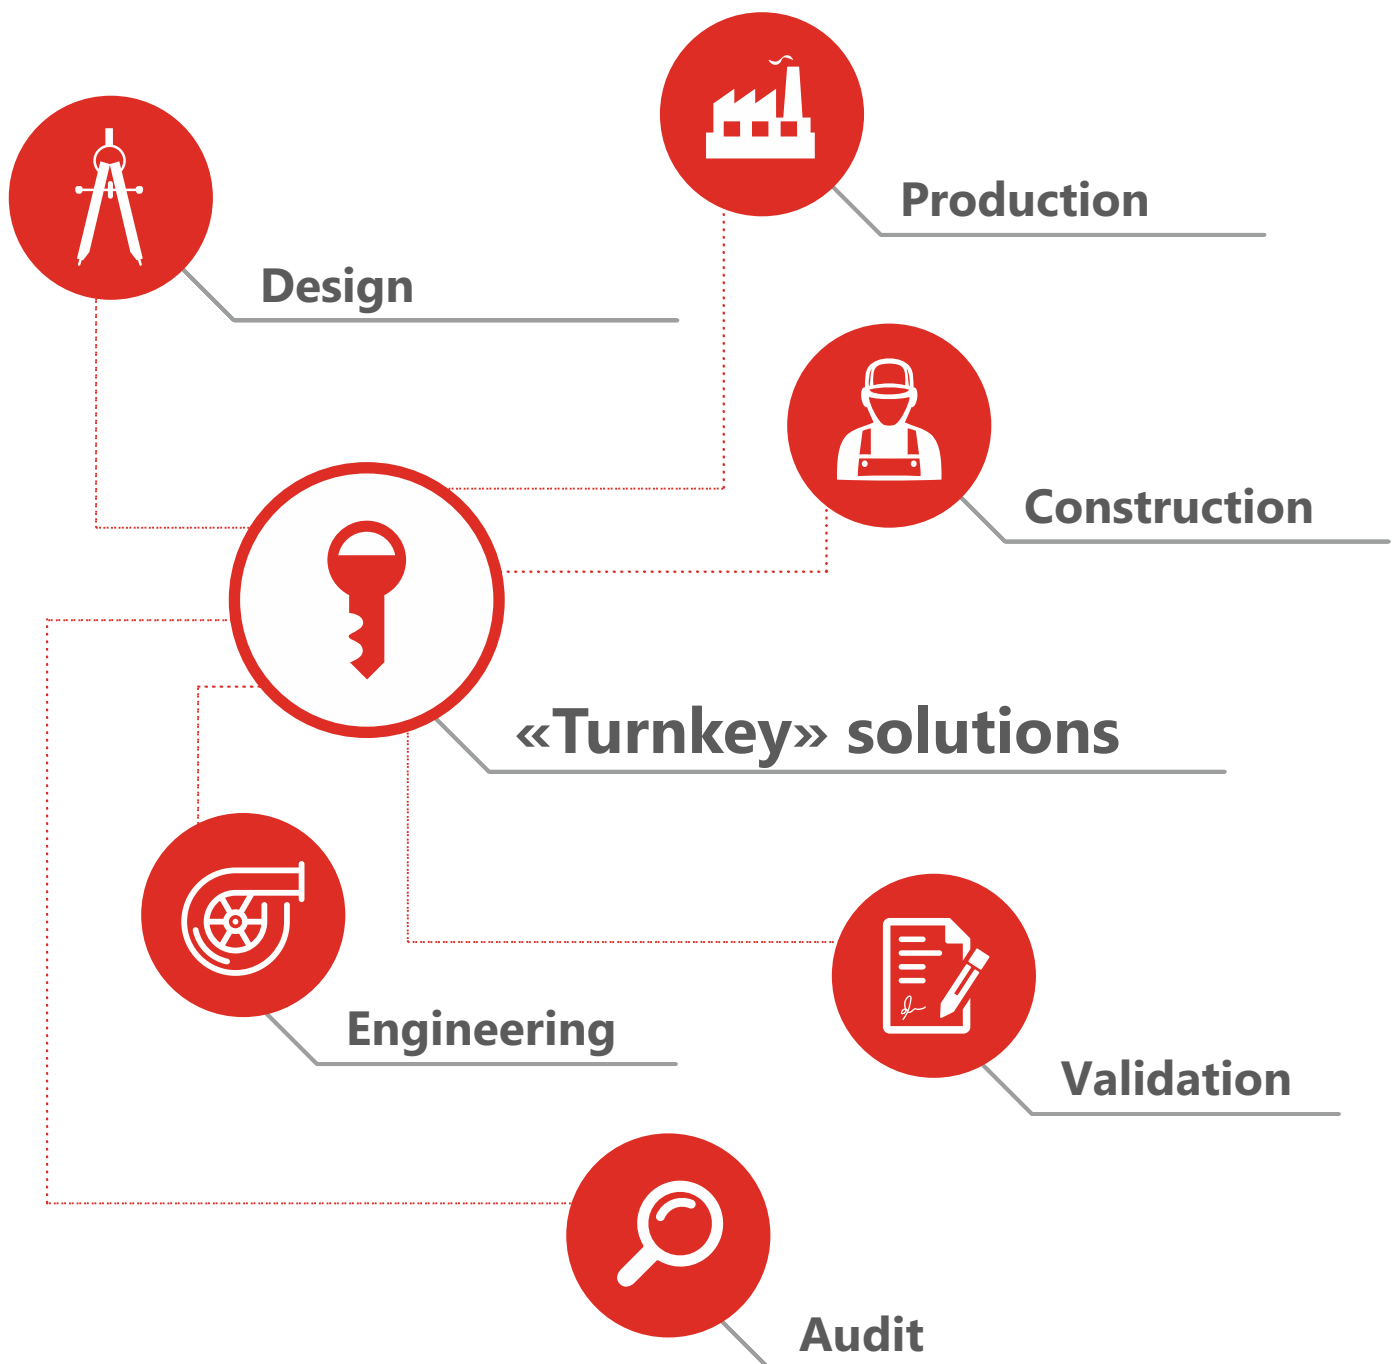 Production
Design
Construction
«Turnkey» solutions
Engineering
Validation
Audit